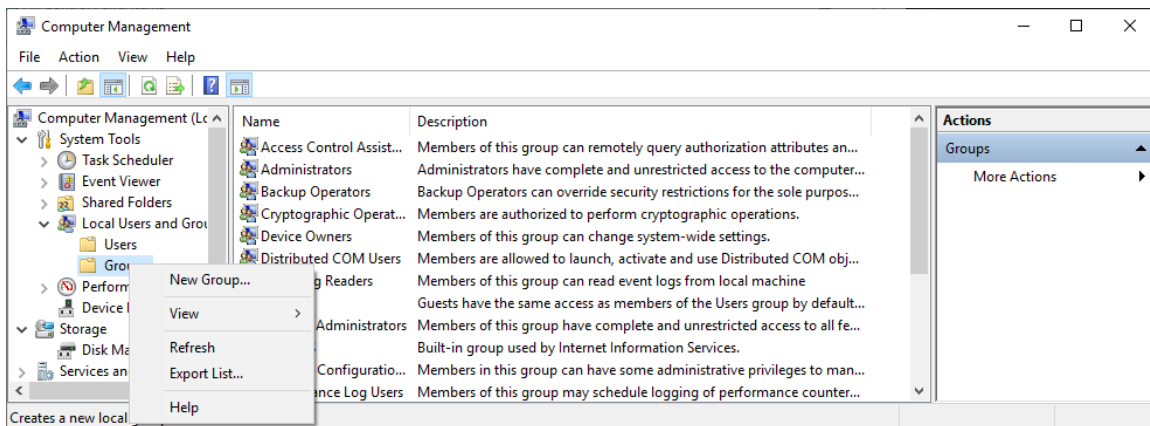 Computer Management
File Action View Help
Computer Management (Lc
System Tools
Task Scheduler
Event Viewer
Shared Folders
Local Users and Grou
Users
Grou
Perform
Device
Storage
Disk Ma
Services an
Name Description
Access Control Assist... Members of this group can remotely query authorization attributes an...
Administrators Administrators have complete and unrestricted access to the computer...
Backup Operators Backup Operators can override security restrictions for the sole purpos...
Cryptographic Operat... Members are authorized to perform cryptographic operations.
Device Owners Members of this group can change system-wide settings.
Distributed COM Users Members are allowed to launch, activate and use Distributed COM obj...
g Readers Members of this group can read event logs from local machine
Guests have the same access as members of the Users group by default...
Administrators Members of this group have complete and unrestricted access to all fe...
Built-in group used by Internet Information Services.
Configuratio... Members in this group can have some administrative privileges to man...
ance Log Users Members of this group may schedule logging of performance counter...
New Group...
View
Refresh
Export List...
Help
Actions
Groups
More Actions
Creates a new local